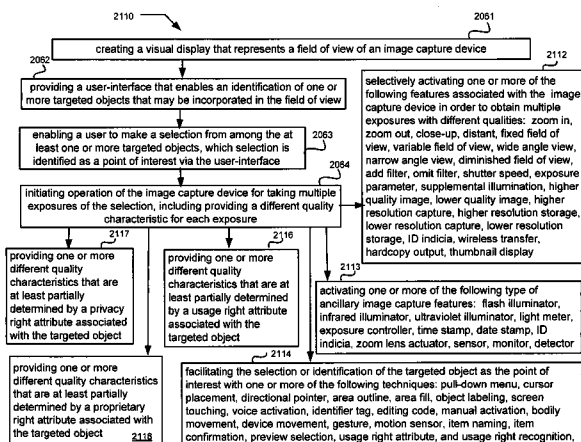 2110
2061
creating a visual display that represents a field of view of an image capture device
2062
providing a user-interface that enables an identification of one or
more targeted objects that may be incorporated in the field of view
2063
enabling a user to make a selection from among the at
least one or more targeted objects, which selection
is identified as a point of interest via the user-interface
2064
initiating operation of the image capture device for taking multiple
exposures of the selection, including providing a different quality
characteristic for each exposure
2112
selectively activating one or more of the
following features associated with the image
capture device in order to obtain multiple
exposures with different qualities: zoom in,
zoom out, close-up, distant, fixed field of view,
variable field of view, wide angle view,
narrow angle view, diminished field of view,
add filter, omit filter, shutter speed, exposure
parameter, supplemental illumination, higher
quality image, lower quality image, higher
resolution capture, higher resolution storage,
lower resolution capture, lower resolution
storage, ID indicia, wireless transfer,
hardcopy output, thumbnail display
2117
providing one or more
different quality
characteristics that are
at least partially
determined by a privacy
right attribute associated
with the targeted object
2116
providing one or more
different quality
characteristics that are at
least partially determined
by a usage right attribute
associated with the
targeted object
2113
activating one or more of the following type of
ancillary image capture features: flash illuminator,
infrared illuminator, ultraviolet illuminator, light meter,
exposure controller, time stamp, date stamp, ID
indicia, zoom lens actuator, sensor, monitor, detector
providing one or more
different quality characteristics
that are at least partially
determined by a proprietary
right attribute associated with
the targeted object 2118
2114
facilitating the selection or identification of the targeted object as the point of
interest with one or more of the following techniques: pull-down menu, cursor
placement, directional pointer, area outline, area fill, object labeling, screen
touching, voice activation, identifier tag, editing code, manual activation, bodily
movement, device movement, gesture, motion sensor, item naming, item
confirmation, preview selection, usage right attribute, and usage right recognition,